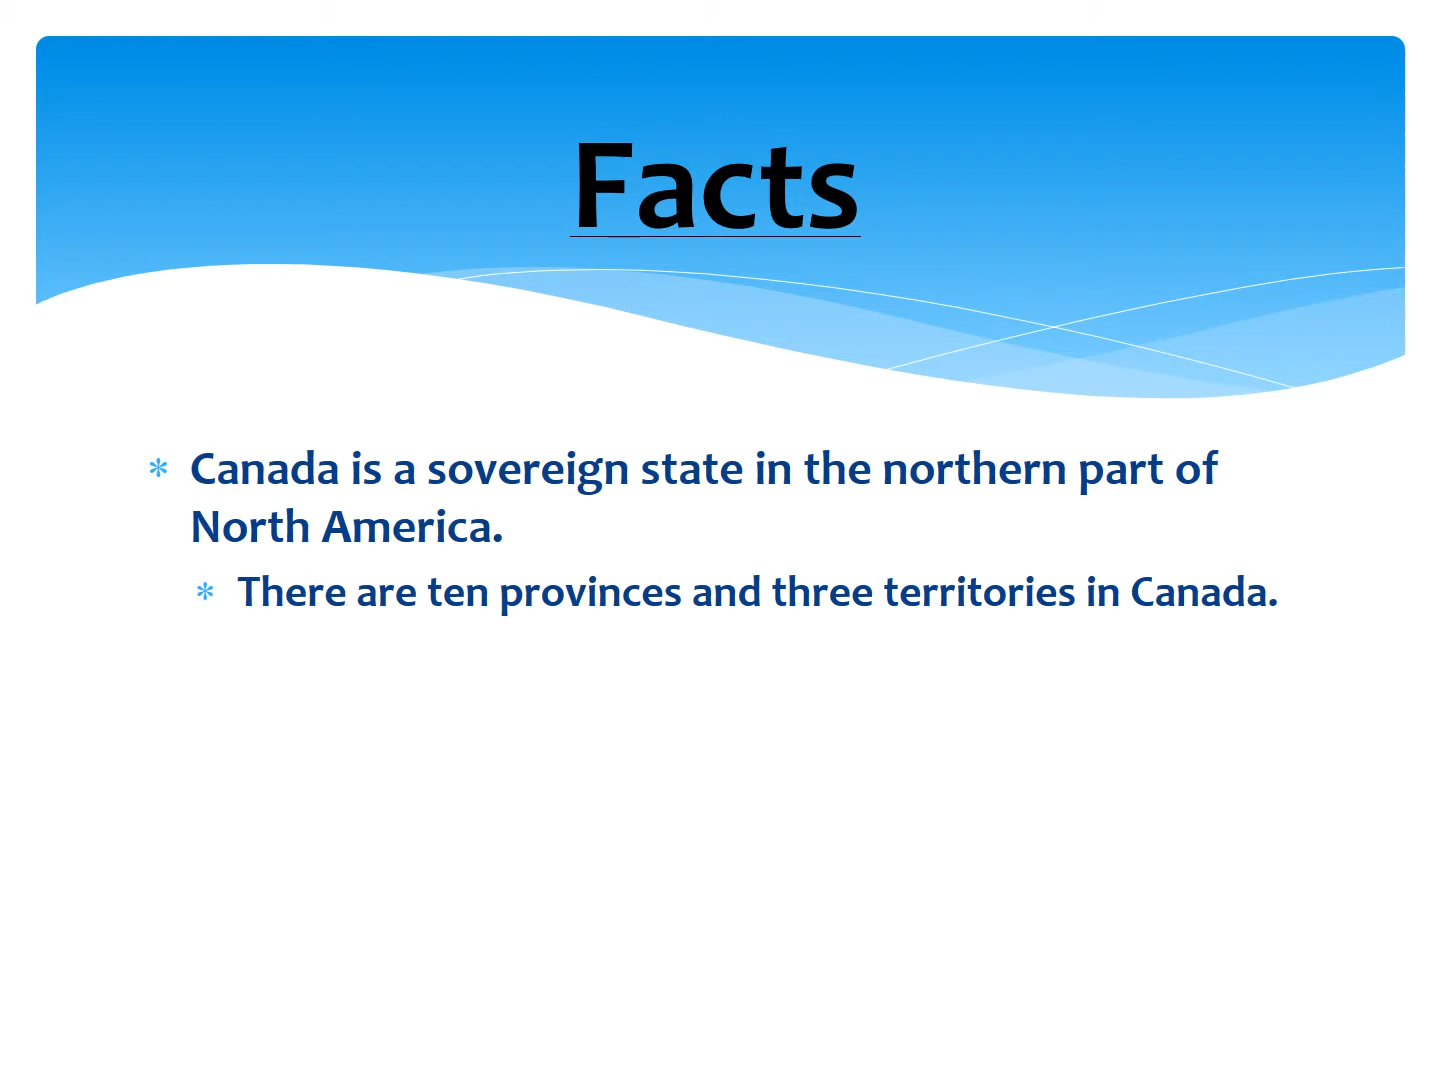 Facts
* Canada is a sovereign state in the northern part of
North America.
* There are ten provinces and three territories in Canada.